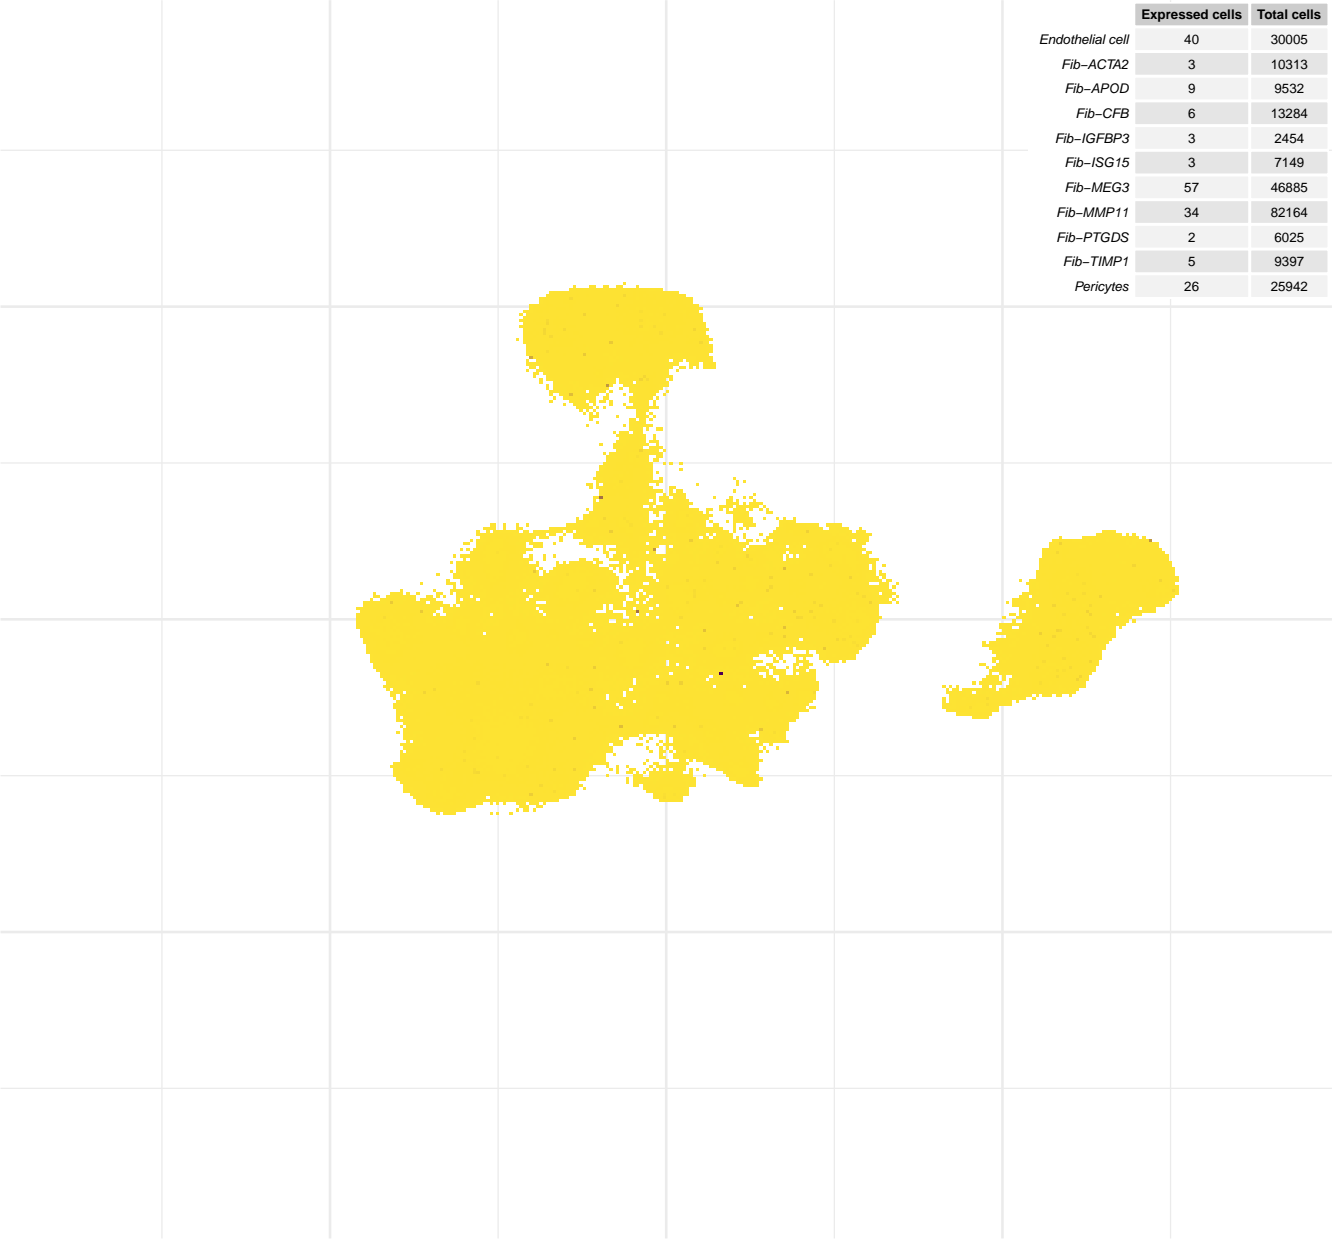 Expressed cells Total cells
Endothelial cell 40 30005
Fib−ACTA2 3 10313
Fib−APOD 9 9532
Fib−CFB 6 13284
Fib−IGFBP3 3 2454
Fib−ISG15 3 7149
Fib−MEG3 57 46885
Fib−MMP11 34 82164
Fib−PTGDS 2 6025
Fib−TIMP1 5 9397
Pericytes 26 25942